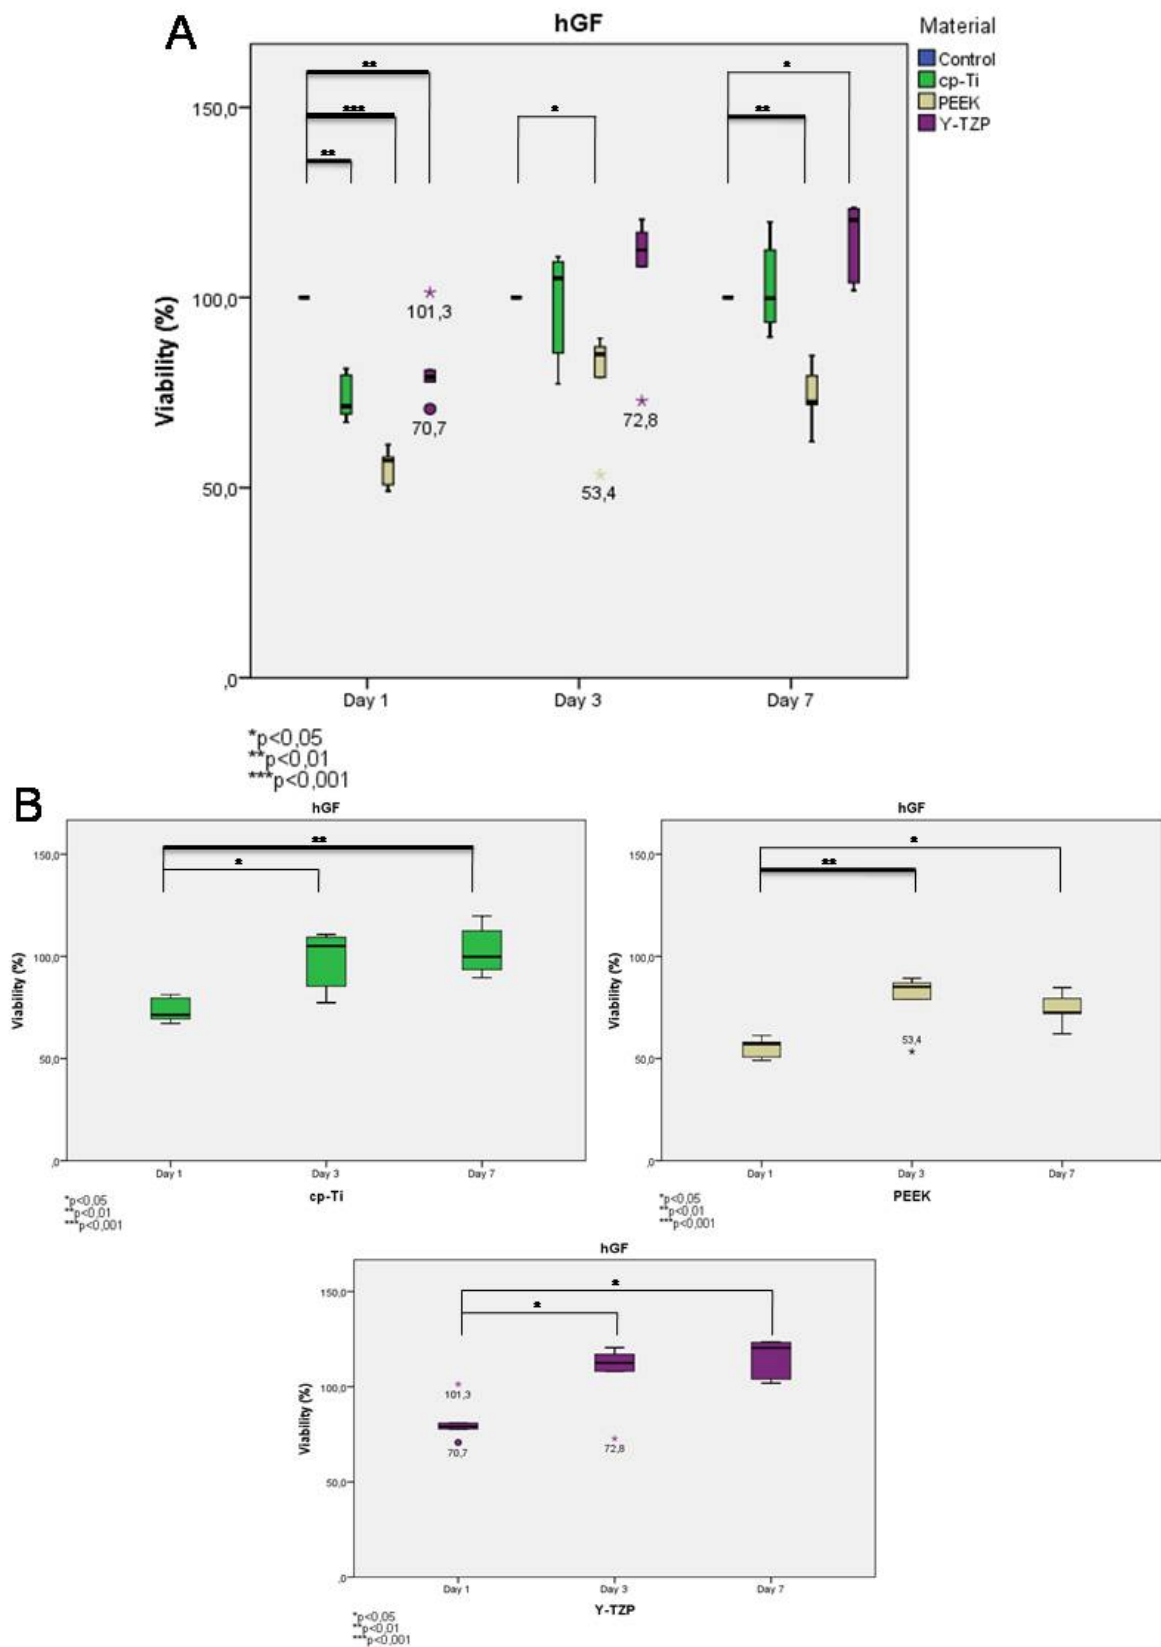 A
hGF
Material
Control
cp-Ti
PEEK
Y-TZP
Viability (%)
150,0
100,0
50,0
,0
**
***
**
*
*
**
101,3
70,7
53,4
72,8
Day 1
Day 3
Day 7
*p<0,05
**p<0,01
***p<0,001
B
hGF
Viability (%)
150,0
100,0
50,0
,0
**
*
Day 1
Day 3
Day 7
cp-Ti
*p<0,05
**p<0,01
***p<0,001
hGF
Viability (%)
150,0
100,0
50,0
,0
*
**
53,4
*
Day 1
Day 3
Day 7
PEEK
*p<0,05
**p<0,01
***p<0,001
hGF
Viability (%)
150,0
100,0
50,0
,0
*
*
*
101,3
70,7
*
72,8
Day 1
Day 3
Day 7
Y-TZP
*p<0,05
**p<0,01
***p<0,001